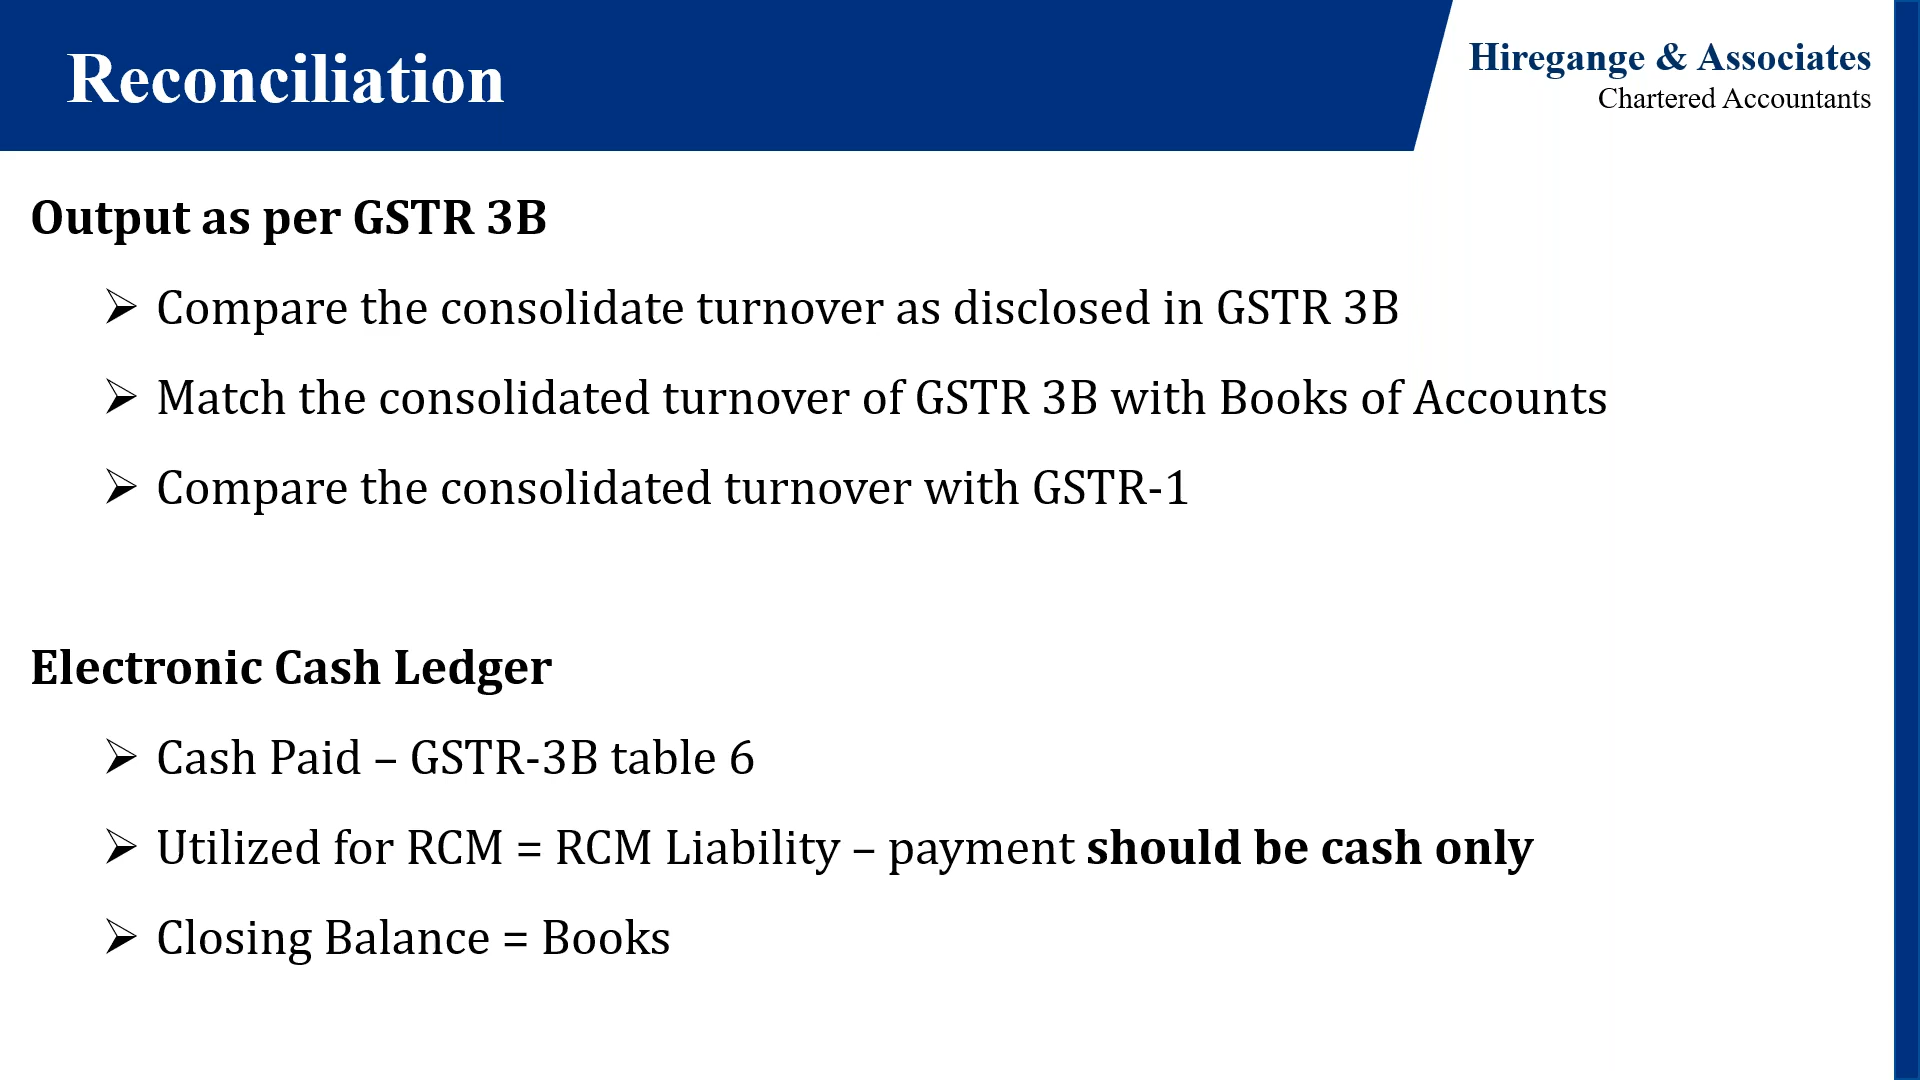 Reconciliation
Hiregange & Associates
Chartered Accountants
Output as per GSTR 3B
➢ Compare the consolidate turnover as disclosed in GSTR 3B
➢ Match the consolidated turnover of GSTR 3B with Books of Accounts
➢ Compare the consolidated turnover with GSTR-1
Electronic Cash Ledger
➢ Cash Paid – GSTR-3B table 6
➢ Utilized for RCM = RCM Liability – payment should be cash only
➢ Closing Balance = Books